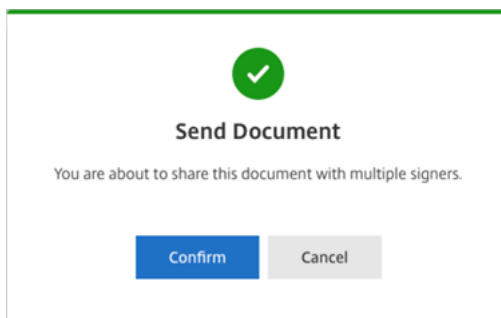 Send Document
You are about to share this document with multiple signers.
Confirm Cancel